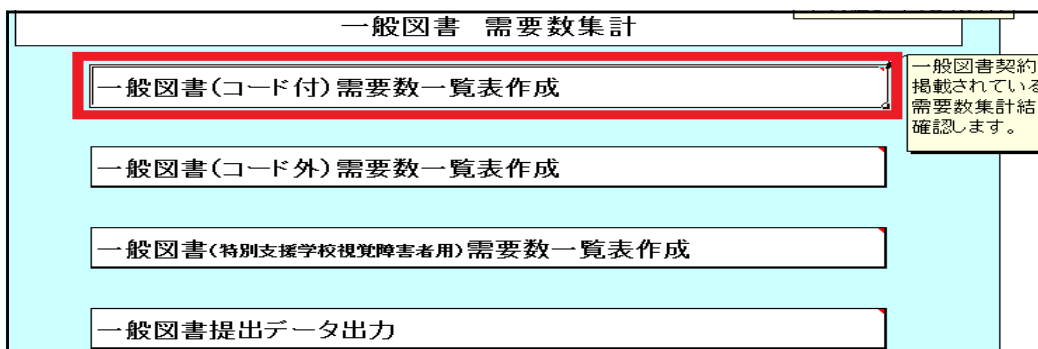 一般図書 需要数集計
一般図書(コード付)需要数一覧表作成
一般図書契約
掲載されている
需要数集計結
確認します。
一般図書(コード外)需要数一覧表作成
一般図書(特別支援学校視覚障害者用)需要数一覧表作成
一般図書提出データ出力